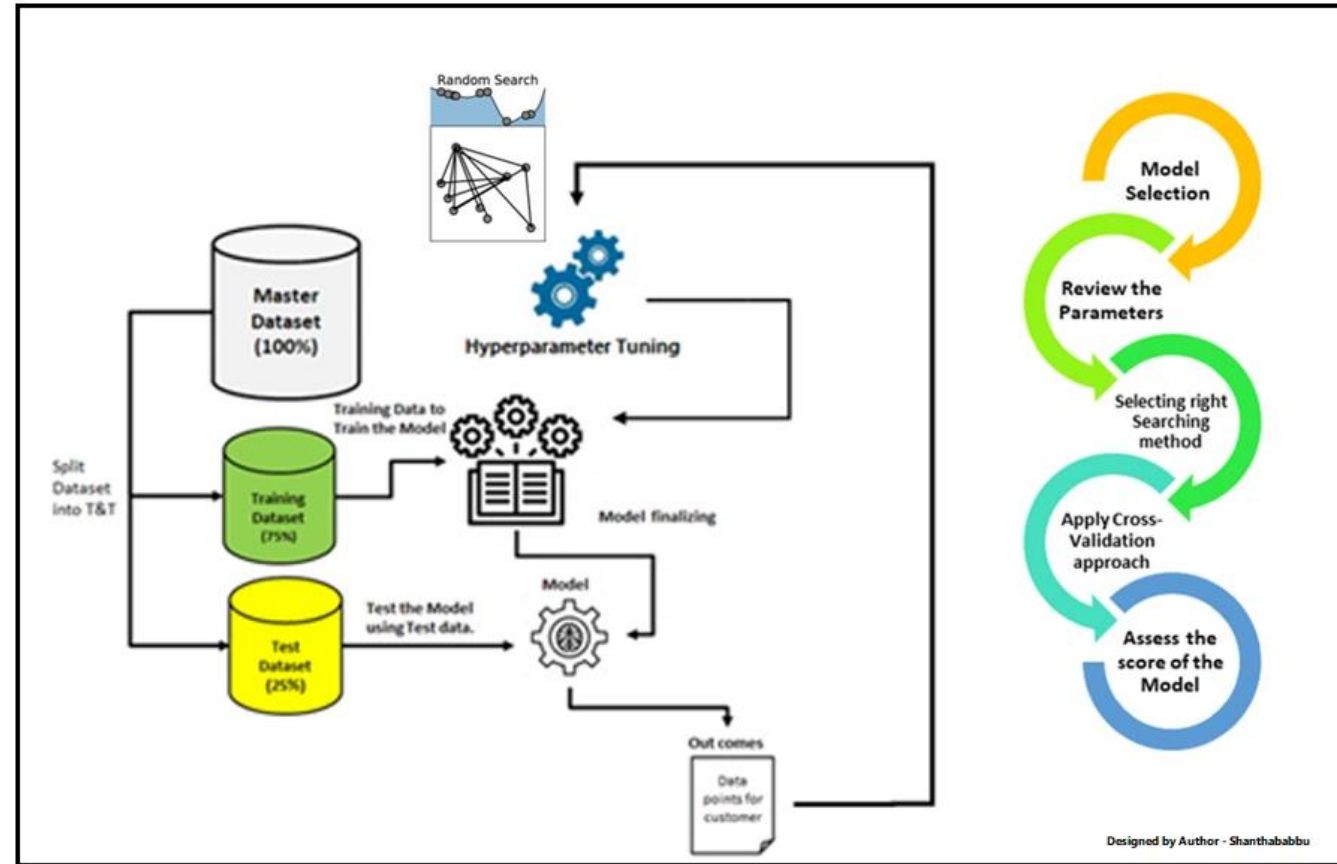 Random Search
Master
Dataset
(100%)
Hyperparameter Tuning
Training Data to
Train the Model
Split
Dataset
into T&T
Training
Dataset
(75%)
Model finalizing
Model
Test the Model
using Test data.
Test
Dataset
(25%)
Out comes
Data
points for
customer
Model
Selection
Review the
Parameters
Selecting right
Searching
method
Apply Cross-
Validation
approach
Assess the
score of the
Model
Designed by Author - Shanthababbu